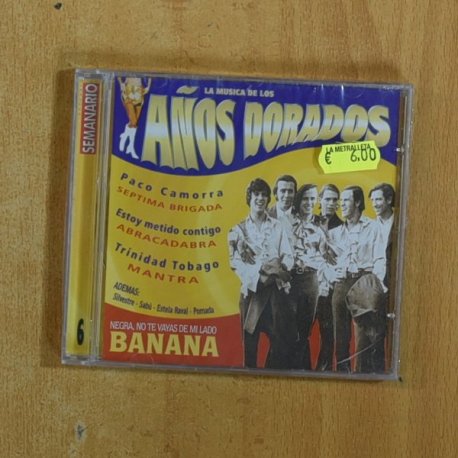 SEMANARIO
LA MUSICA DE LOS
AÑOS DORADOS
LA METRALLETA
€ 6,00
Paco Camorra
SEPTIMA BRIGADA
Estoy metido contigo
ABRACADABRA
Trinidad Tobago
MANTRA
ADEMAS:
Silvestre - Sabú - Estela Raval - Pomada
NEGRA, NO TE VAYAS DE MI LADO
BANANA
6